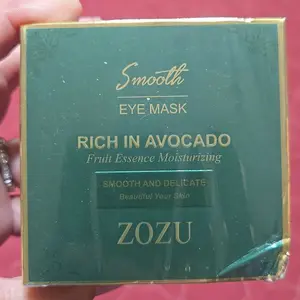 Smooth
EYE MASK
RICH IN AVOCADO
Fruit Essence Moisturizing
SMOOTH AND DELICATE
Beautiful Your Skin
ZOZU